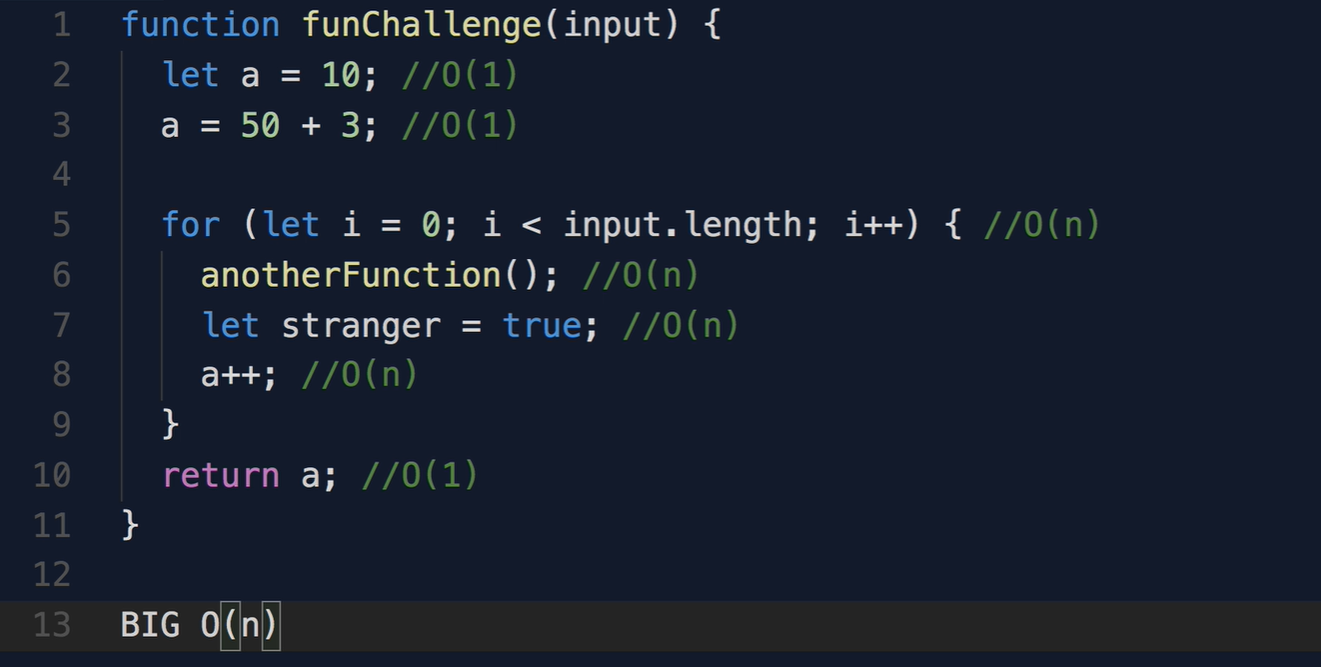 1 function funChallenge(input) {
2 let a = 10; //O(1)
3 a = 50 + 3; //O(1)
4
5 for (let i = 0; i < input.length; i++) { //O(n)
6 anotherFunction(); //O(n)
7 let stranger = true; //O(n)
8 a++; //O(n)
9 }
10 return a; //O(1)
11 }
12
13 BIG O(n)